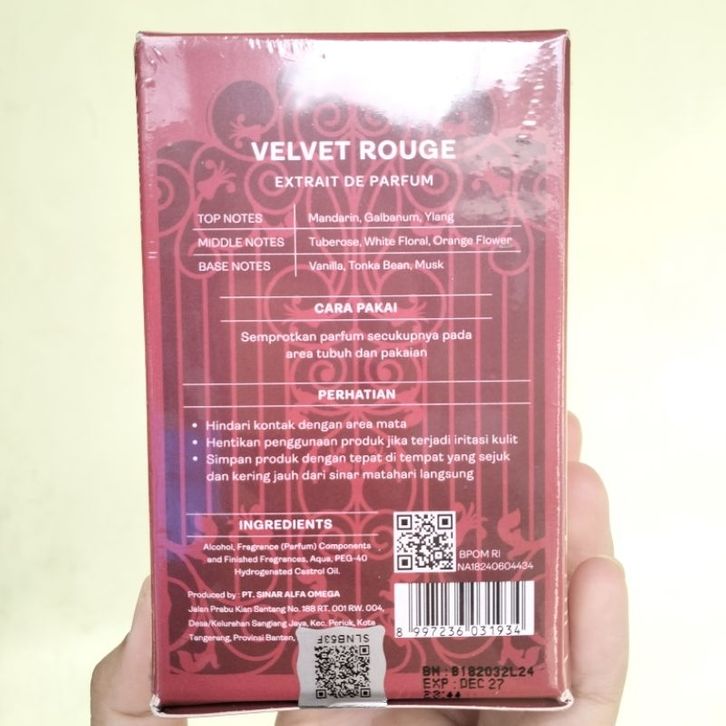 VELVET ROUGE
EXTRAIT DE PARFUM
TOP NOTES Mandarin, Galbanum, Ylang
MIDDLE NOTES Tuberose, White Floral, Orange Flower
BASE NOTES Vanilla, Tonka Bean, Musk
CARA PAKAI
Semprotkan parfum secukupnya pada
area tubuh dan pakaian
PERHATIAN
• Hindari kontak dengan area mata
• Hentikan penggunaan produk jika terjadi iritasi kulit
• Simpan produk dengan tepat di tempat yang sejuk
dan kering jauh dari sinar matahari langsung
INGREDIENTS
Alcohol, Fragrance (Parfum) Components
and Finished Fragrances, Aqua, PEG-40
Hydrogenated Castrol Oil.
Produced by : PT. SINAR ALFA OMEGA
Jalan Prabu Kian Santang No. 188 RT. 001 RW. 004,
Desa/Kelurahan Sangiang Jaya, Kec. Periuk, Kota
Tangerang, Provinsi Banten,
SLNB53F
BPOM RI
NA18240604434
8 997236 031934
BN : B182032L24
EXP : DEC 27